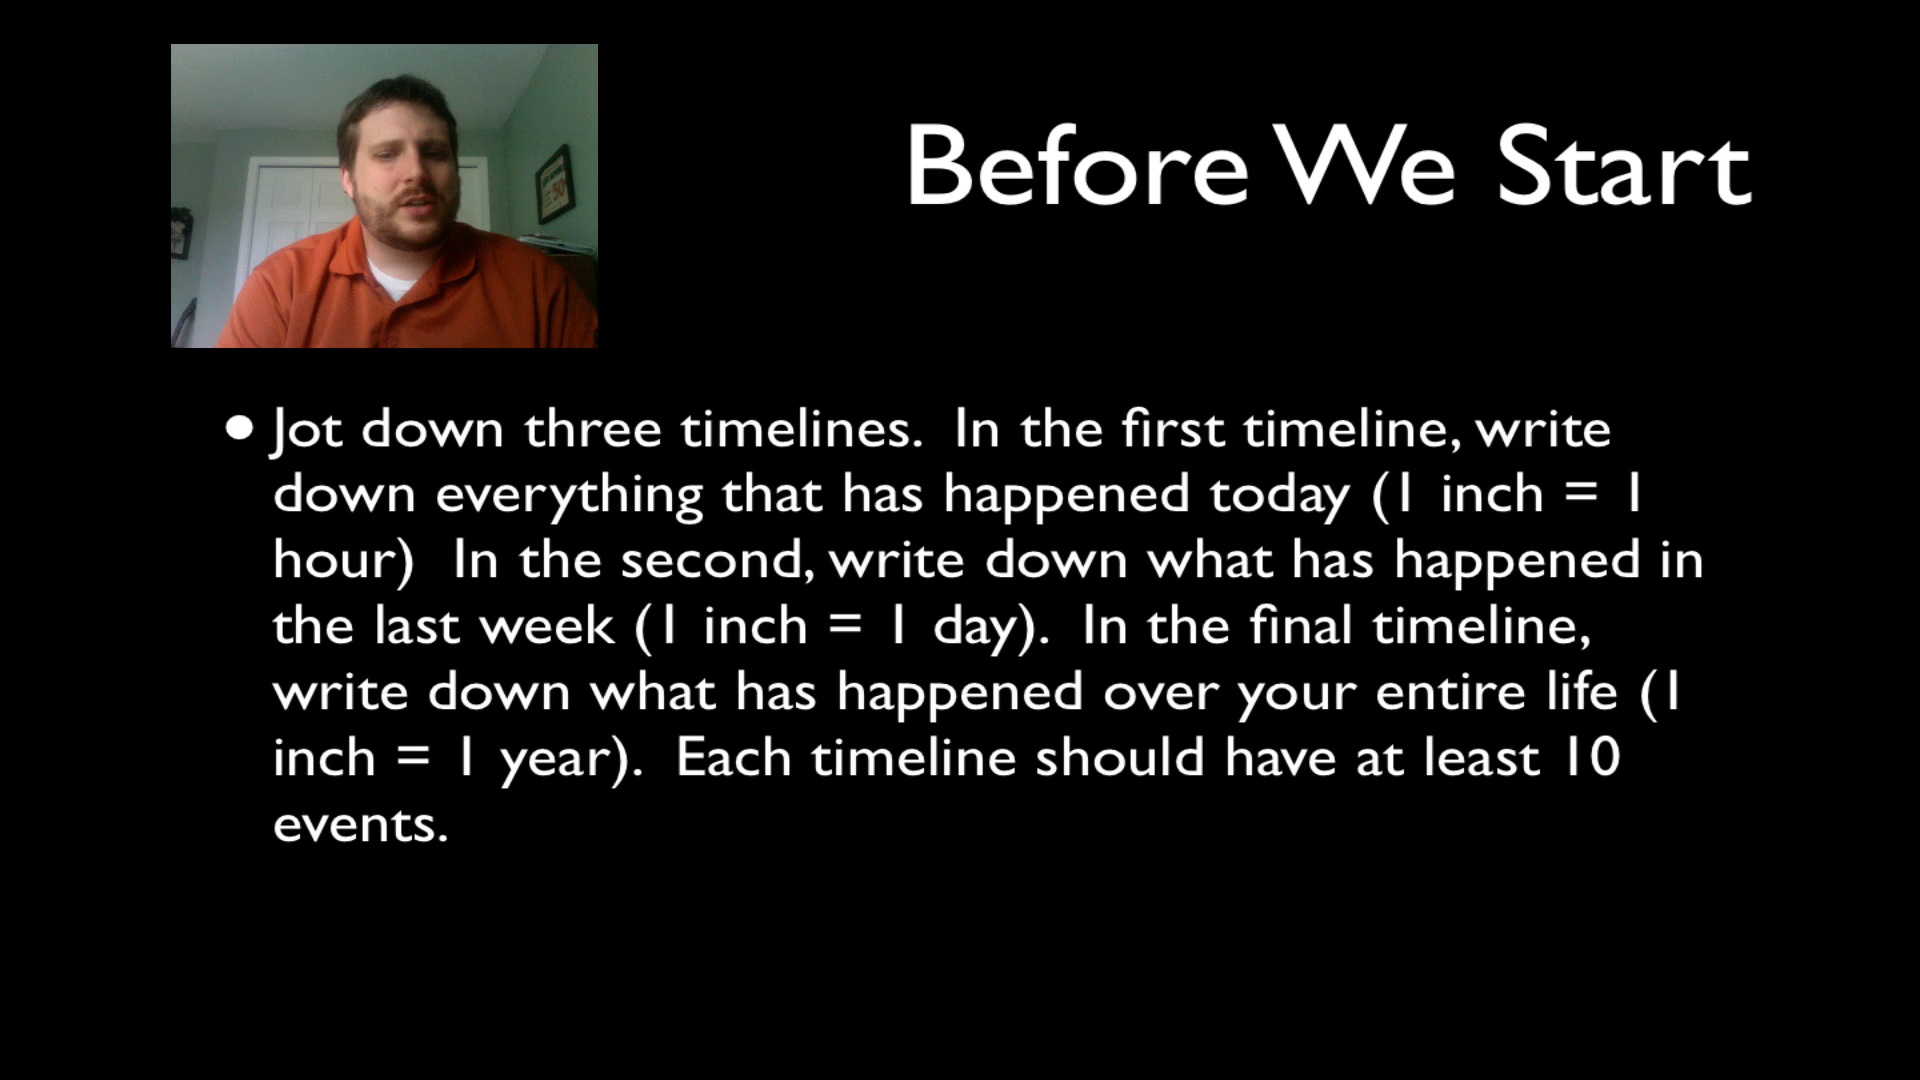 Before We Start
• Jot down three timelines.  In the first timeline, write
down everything that has happened today (1 inch = 1
hour)  In the second, write down what has happened in
the last week (1 inch = 1 day).  In the final timeline,
write down what has happened over your entire life (1
inch = 1 year).  Each timeline should have at least 10
events.